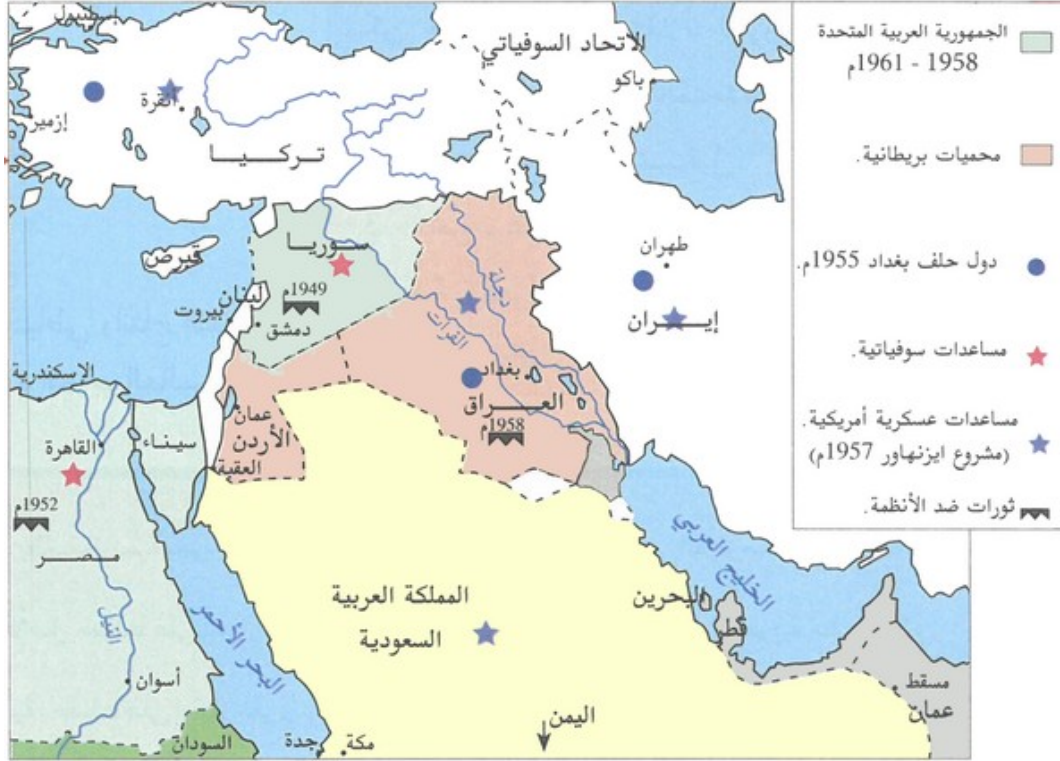 إسطنبول
الاتحاد السوفياتي
باكو
أنقرة
إزمير
تركيا
قبرص
سوريا
لبنان
1949م
بيروت
دمشق
دجلة
الفرات
طهران
إيران
بغداد
العراق
1958م
عمان
الأردن
العقبة
الإسكندرية
القاهرة
سيناء
1952م
مصر
النيل
أسوان
السودان
البحر الأحمر
جدة
مكة
المملكة العربية
السعودية
اليمن
البحرين
قطر
الخليج العربي
مسقط
عمان
الجمهورية العربية المتحدة
1958 - 1961م
محميات بريطانية.
دول حلف بغداد 1955م.
مساعدات سوفياتية.
مساعدات عسكرية أمريكية.
(مشروع ايزنهاور 1957م)
ثورات ضد الأنظمة.